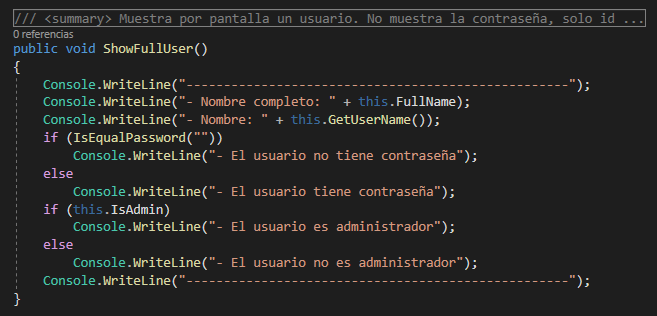 /// <summary> Muestra por pantalla un usuario. No muestra la contraseña, solo id ...
0 referencias
public void ShowFullUser()
{
Console.WriteLine("---------------------------------------------------");
Console.WriteLine("- Nombre completo: " + this.FullName);
Console.WriteLine("- Nombre: " + this.GetUserName());
if (IsEqualPassword(""))
Console.WriteLine("- El usuario no tiene contraseña");
else
Console.WriteLine("- El usuario tiene contraseña");
if (this.IsAdmin)
Console.WriteLine("- El usuario es administrador");
else
Console.WriteLine("- El usuario no es administrador");
Console.WriteLine("---------------------------------------------------");
}